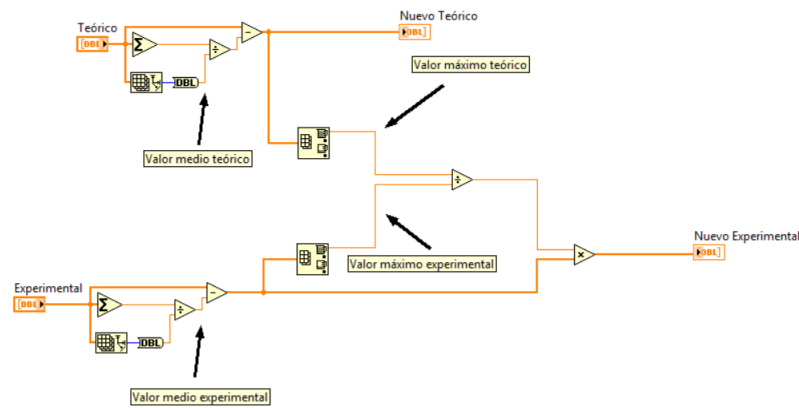 Teórico
Nuevo Teórico
[DBL]
DBL]
Σ
÷
−
DBL
Valor máximo teórico
Valor medio teórico
÷
Nuevo Experimental
DBL]
×
Valor máximo experimental
Experimental
[DBL]
Σ
÷
−
DBL
Valor medio experimental